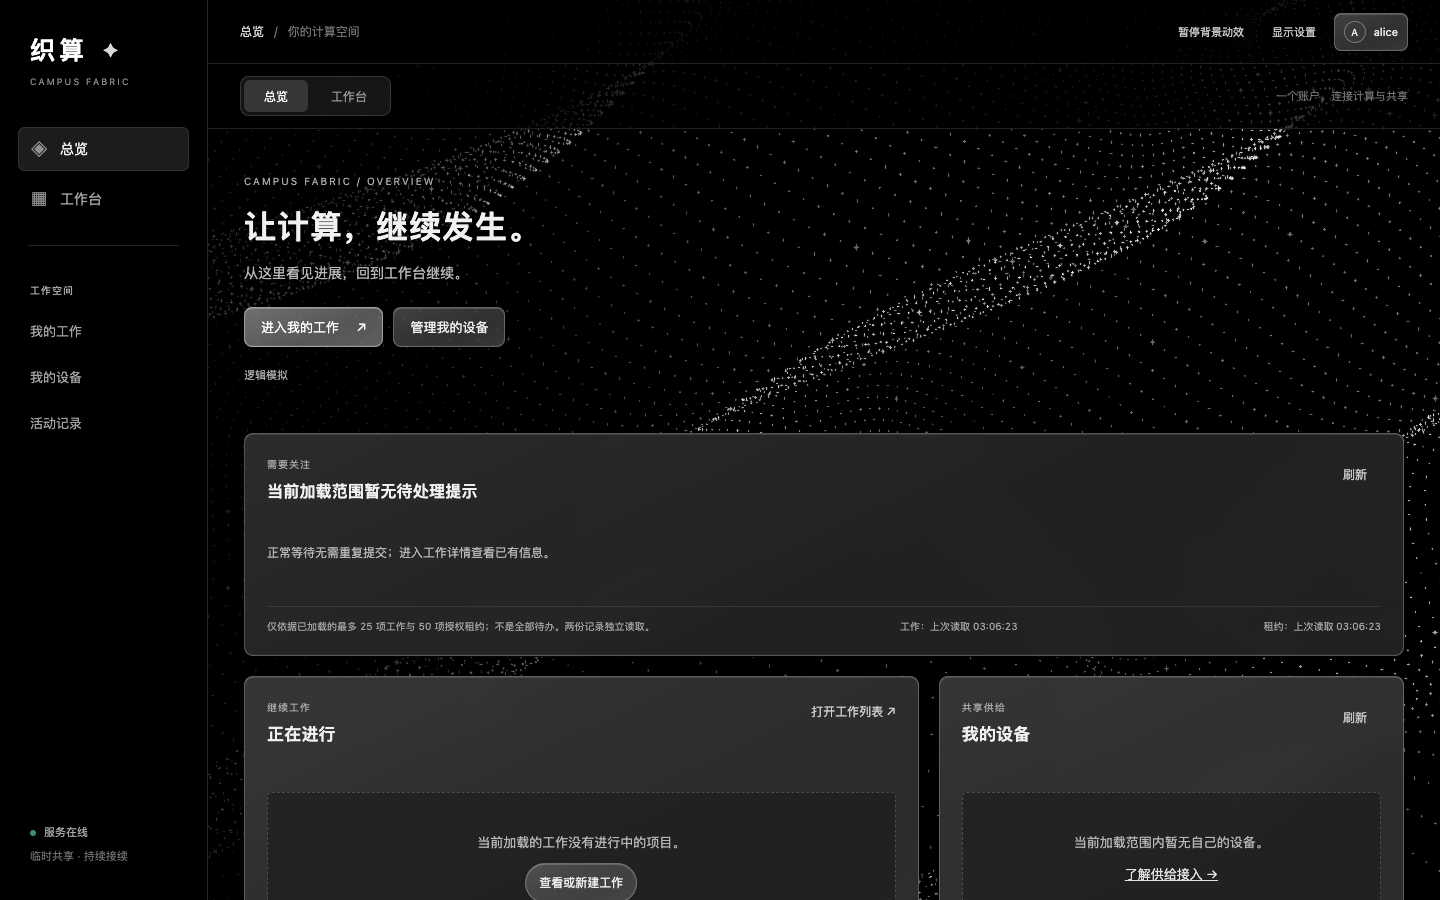 织算
CAMPUS FABRIC
总览
工作台
工作空间
我的工作
我的设备
活动记录
服务在线
临时共享 · 持续接续
总览 / 你的计算空间
暂停背景动效
显示设置
A alice
总览
工作台
一个账户，连接计算与共享
CAMPUS FABRIC / OVERVIEW
让计算，继续发生。
从这里看见进展，回到工作台继续。
进入我的工作 ↗
管理我的设备
逻辑模拟
需要关注
当前加载范围暂无待处理提示
刷新
正常等待无需重复提交；进入工作详情查看已有信息。
仅依据已加载的最多 25 项工作与 50 项授权租约；不是全部待办。两份记录独立读取。
工作：上次读取 03:06:23
租约：上次读取 03:06:23
继续工作
正在进行
打开工作列表 ↗
当前加载的工作没有进行中的项目。
查看或新建工作
共享供给
我的设备
刷新
当前加载范围内暂无自己的设备。
了解供给接入 →